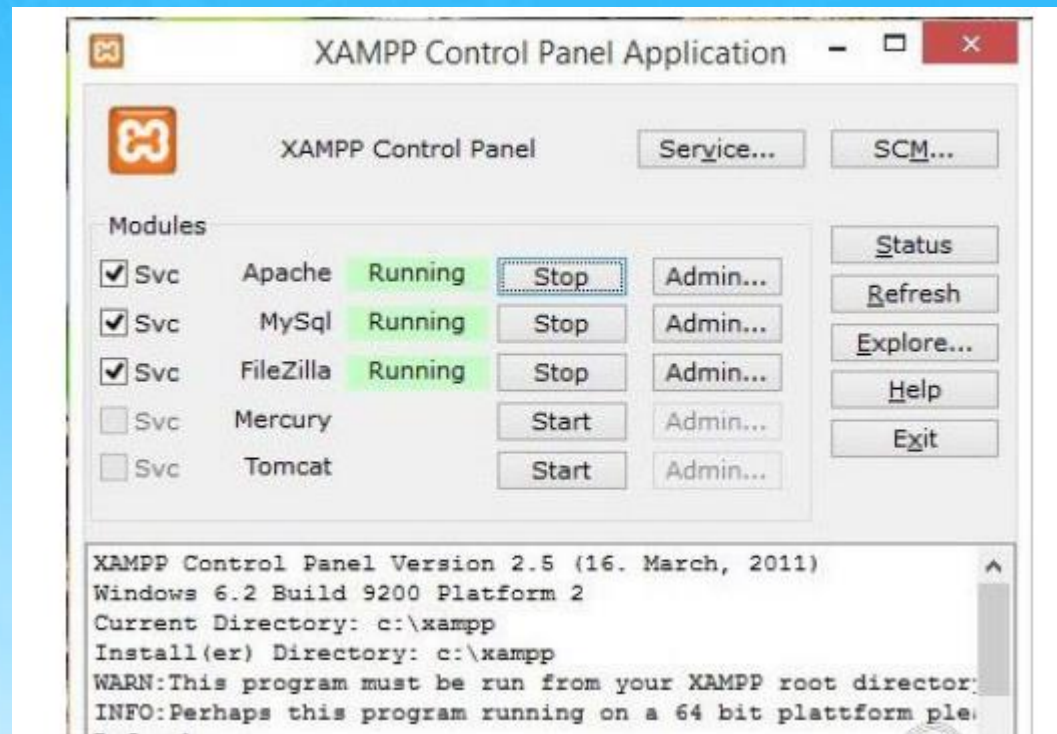 XAMPP Control Panel Application
XAMPP Control Panel
Service...
SCM...
Modules
Svc Apache Running Stop Admin...
Svc MySql Running Stop Admin...
Svc FileZilla Running Stop Admin...
Svc Mercury Start Admin...
Svc Tomcat Start Admin...
Status
Refresh
Explore...
Help
Exit
XAMPP Control Panel Version 2.5 (16. March, 2011)
Windows 6.2 Build 9200 Platform 2
Current Directory: c:\xampp
Install(er) Directory: c:\xampp
WARN:This program must be run from your XAMPP root director
INFO:Perhaps this program running on a 64 bit plattform ple